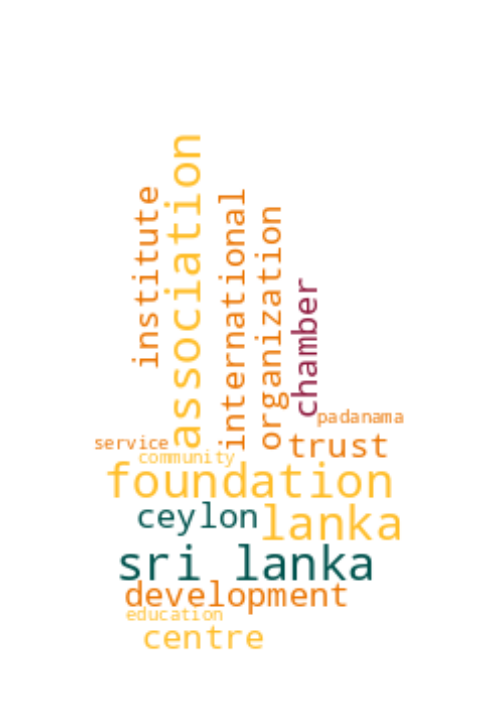 institute
association
international
organization
chamber
padanama
service
trust
community
foundation
ceylon
lanka
sri lanka
development
education
centre